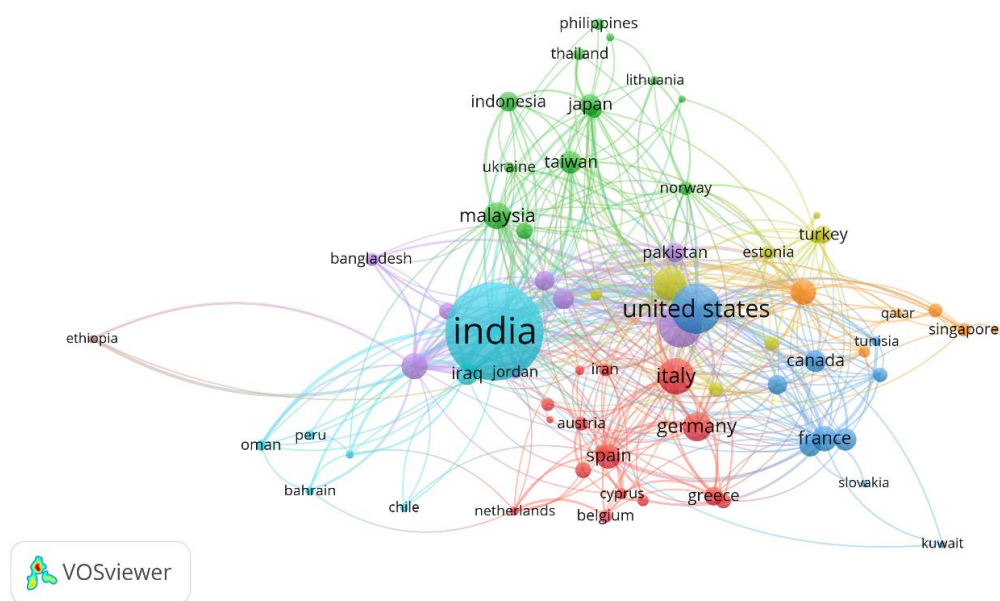 philippines
thailand
lithuania
indonesia
japan
ukraine
taiwan
norway
malaysia
pakistan
estonia
turkey
bangladesh
united states
india
ethiopia
qatar
singapore
tunisia
iraq
jordan
iran
italy
canada
austria
germany
oman
peru
spain
france
bahrain
chile
netherlands
cyprus
belgium
greece
slovakia
kuwait
VOSviewer